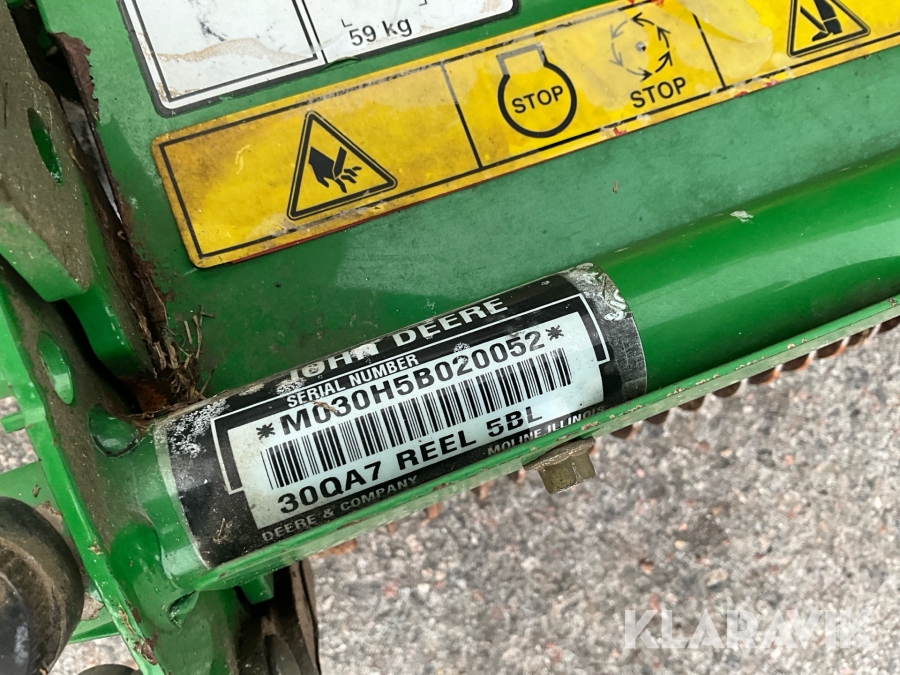 59 kg
STOP
STOP
JOHN DEERE
SERIAL NUMBER
*M030H5B020052*
30QA7 REEL 5BL
DEERE & COMPANY MOLINE ILLINOIS
KLARAVIK